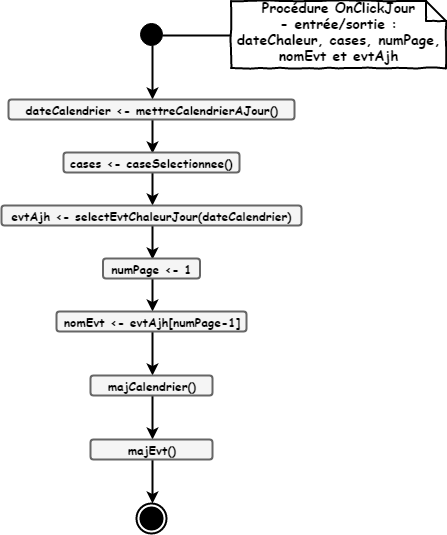 Procédure OnClickJour
- entrée/sortie :
dateChaleur, cases, numPage,
nomEvt et evtAjh
dateCalendrier <- mettreCalendrierAJour()
cases <- caseSelectionnee()
evtAjh <- selectEvtChaleurJour(dateCalendrier)
numPage <- 1
nomEvt <- evtAjh[numPage-1]
majCalendrier()
majEvt()